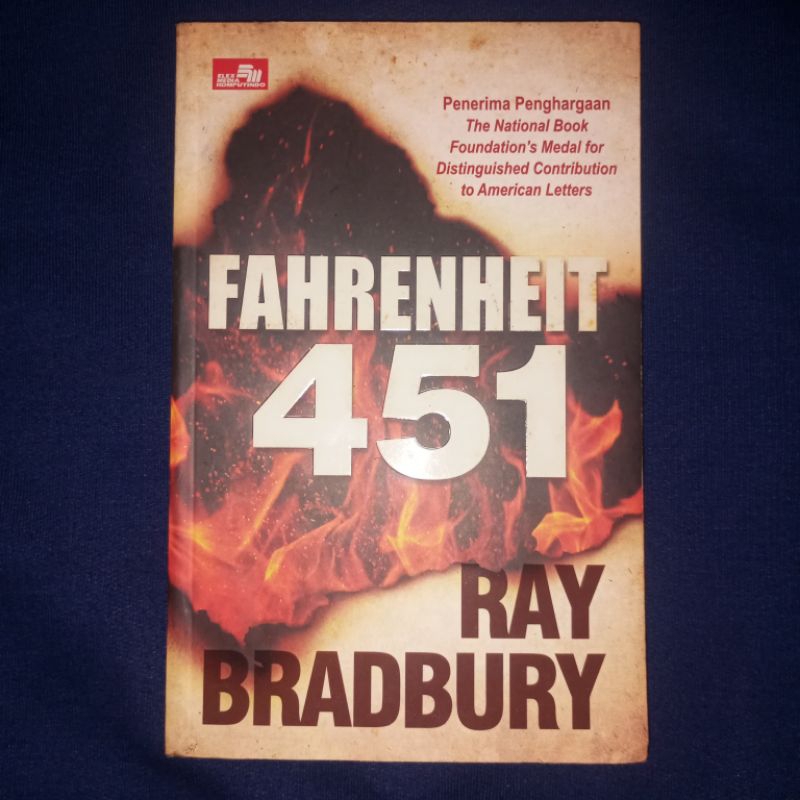 ELEX
MEDIA
KOMPUTINDO
Penerima Penghargaan
The National Book
Foundation's Medal for
Distinguished Contribution
to American Letters
FAHRENHEIT
451
RAY
BRADBURY